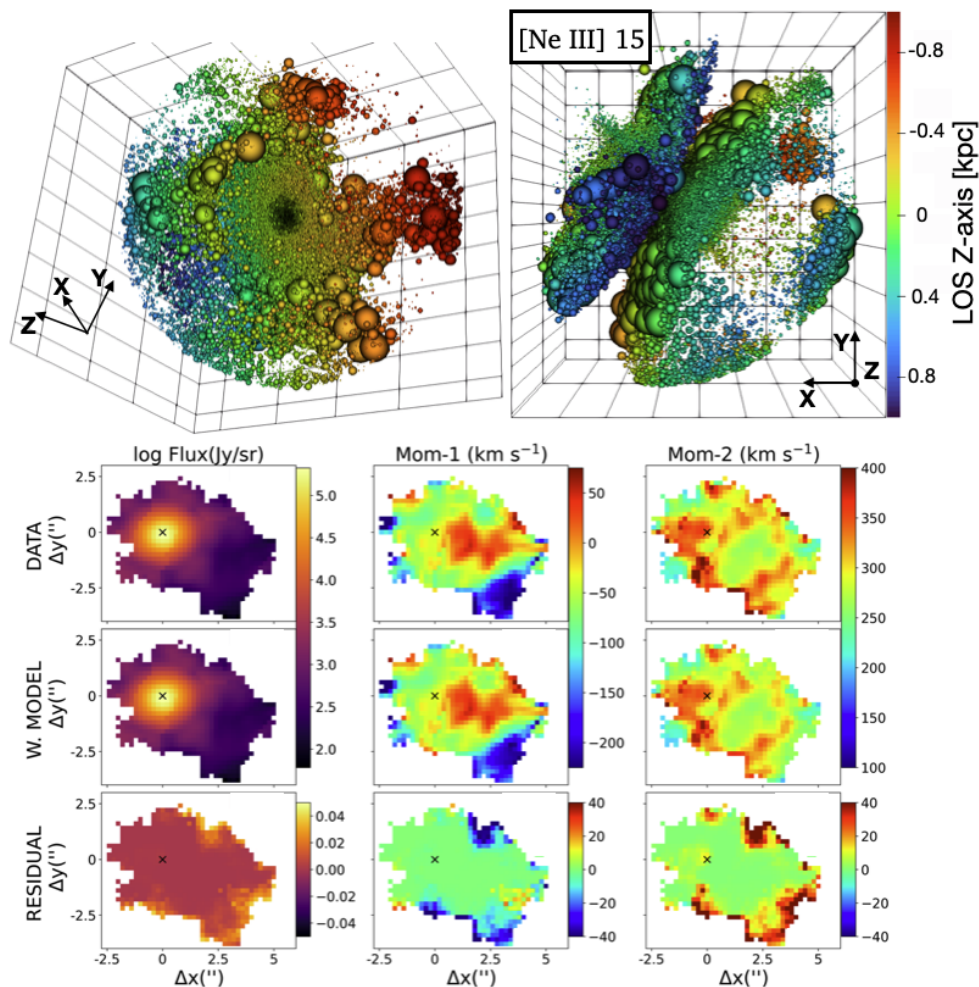 [Ne III] 15
X
Y
Z
Y
X
Z
-0.8
-0.4
0
0.4
0.8
LOS Z-axis [kpc]
log Flux(Jy/sr)
Mom-1 (km s⁻¹)
Mom-2 (km s⁻¹)
DATA
Δy('')
2.5
0
-2.5
5.0
4.5
4.0
3.5
3.0
2.5
2.0
50
0
−50
−100
−150
−200
400
350
300
250
200
150
100
W. MODEL
Δy('')
2.5
0
-2.5
RESIDUAL
Δy('')
2.5
0
-2.5
0.04
0.02
0.00
−0.02
−0.04
40
20
0
−20
−40
40
20
0
−20
−40
-2.5 0 2.5 5
-2.5 0 2.5 5
-2.5 0 2.5 5
Δx('')
Δx('')
Δx('')